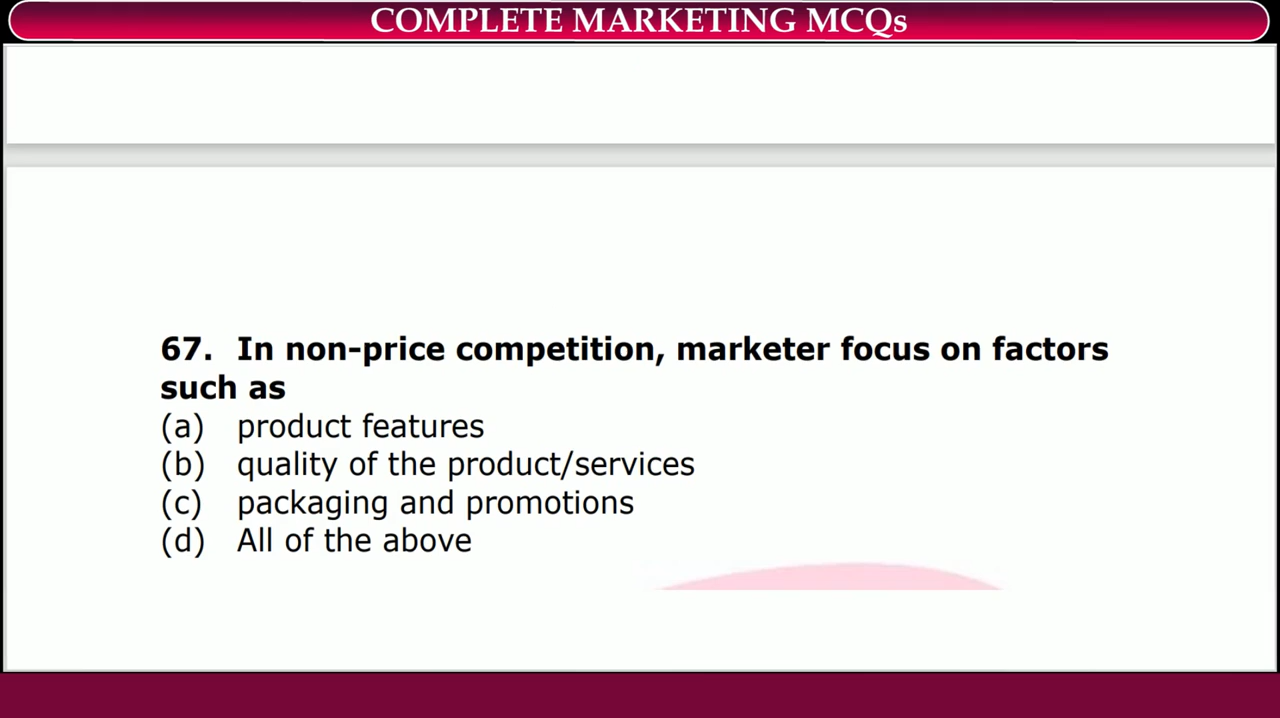 COMPLETE MARKETING MCQs
67. In non-price competition, marketer focus on factors
such as
(a) product features
(b) quality of the product/services
(c) packaging and promotions
(d) All of the above